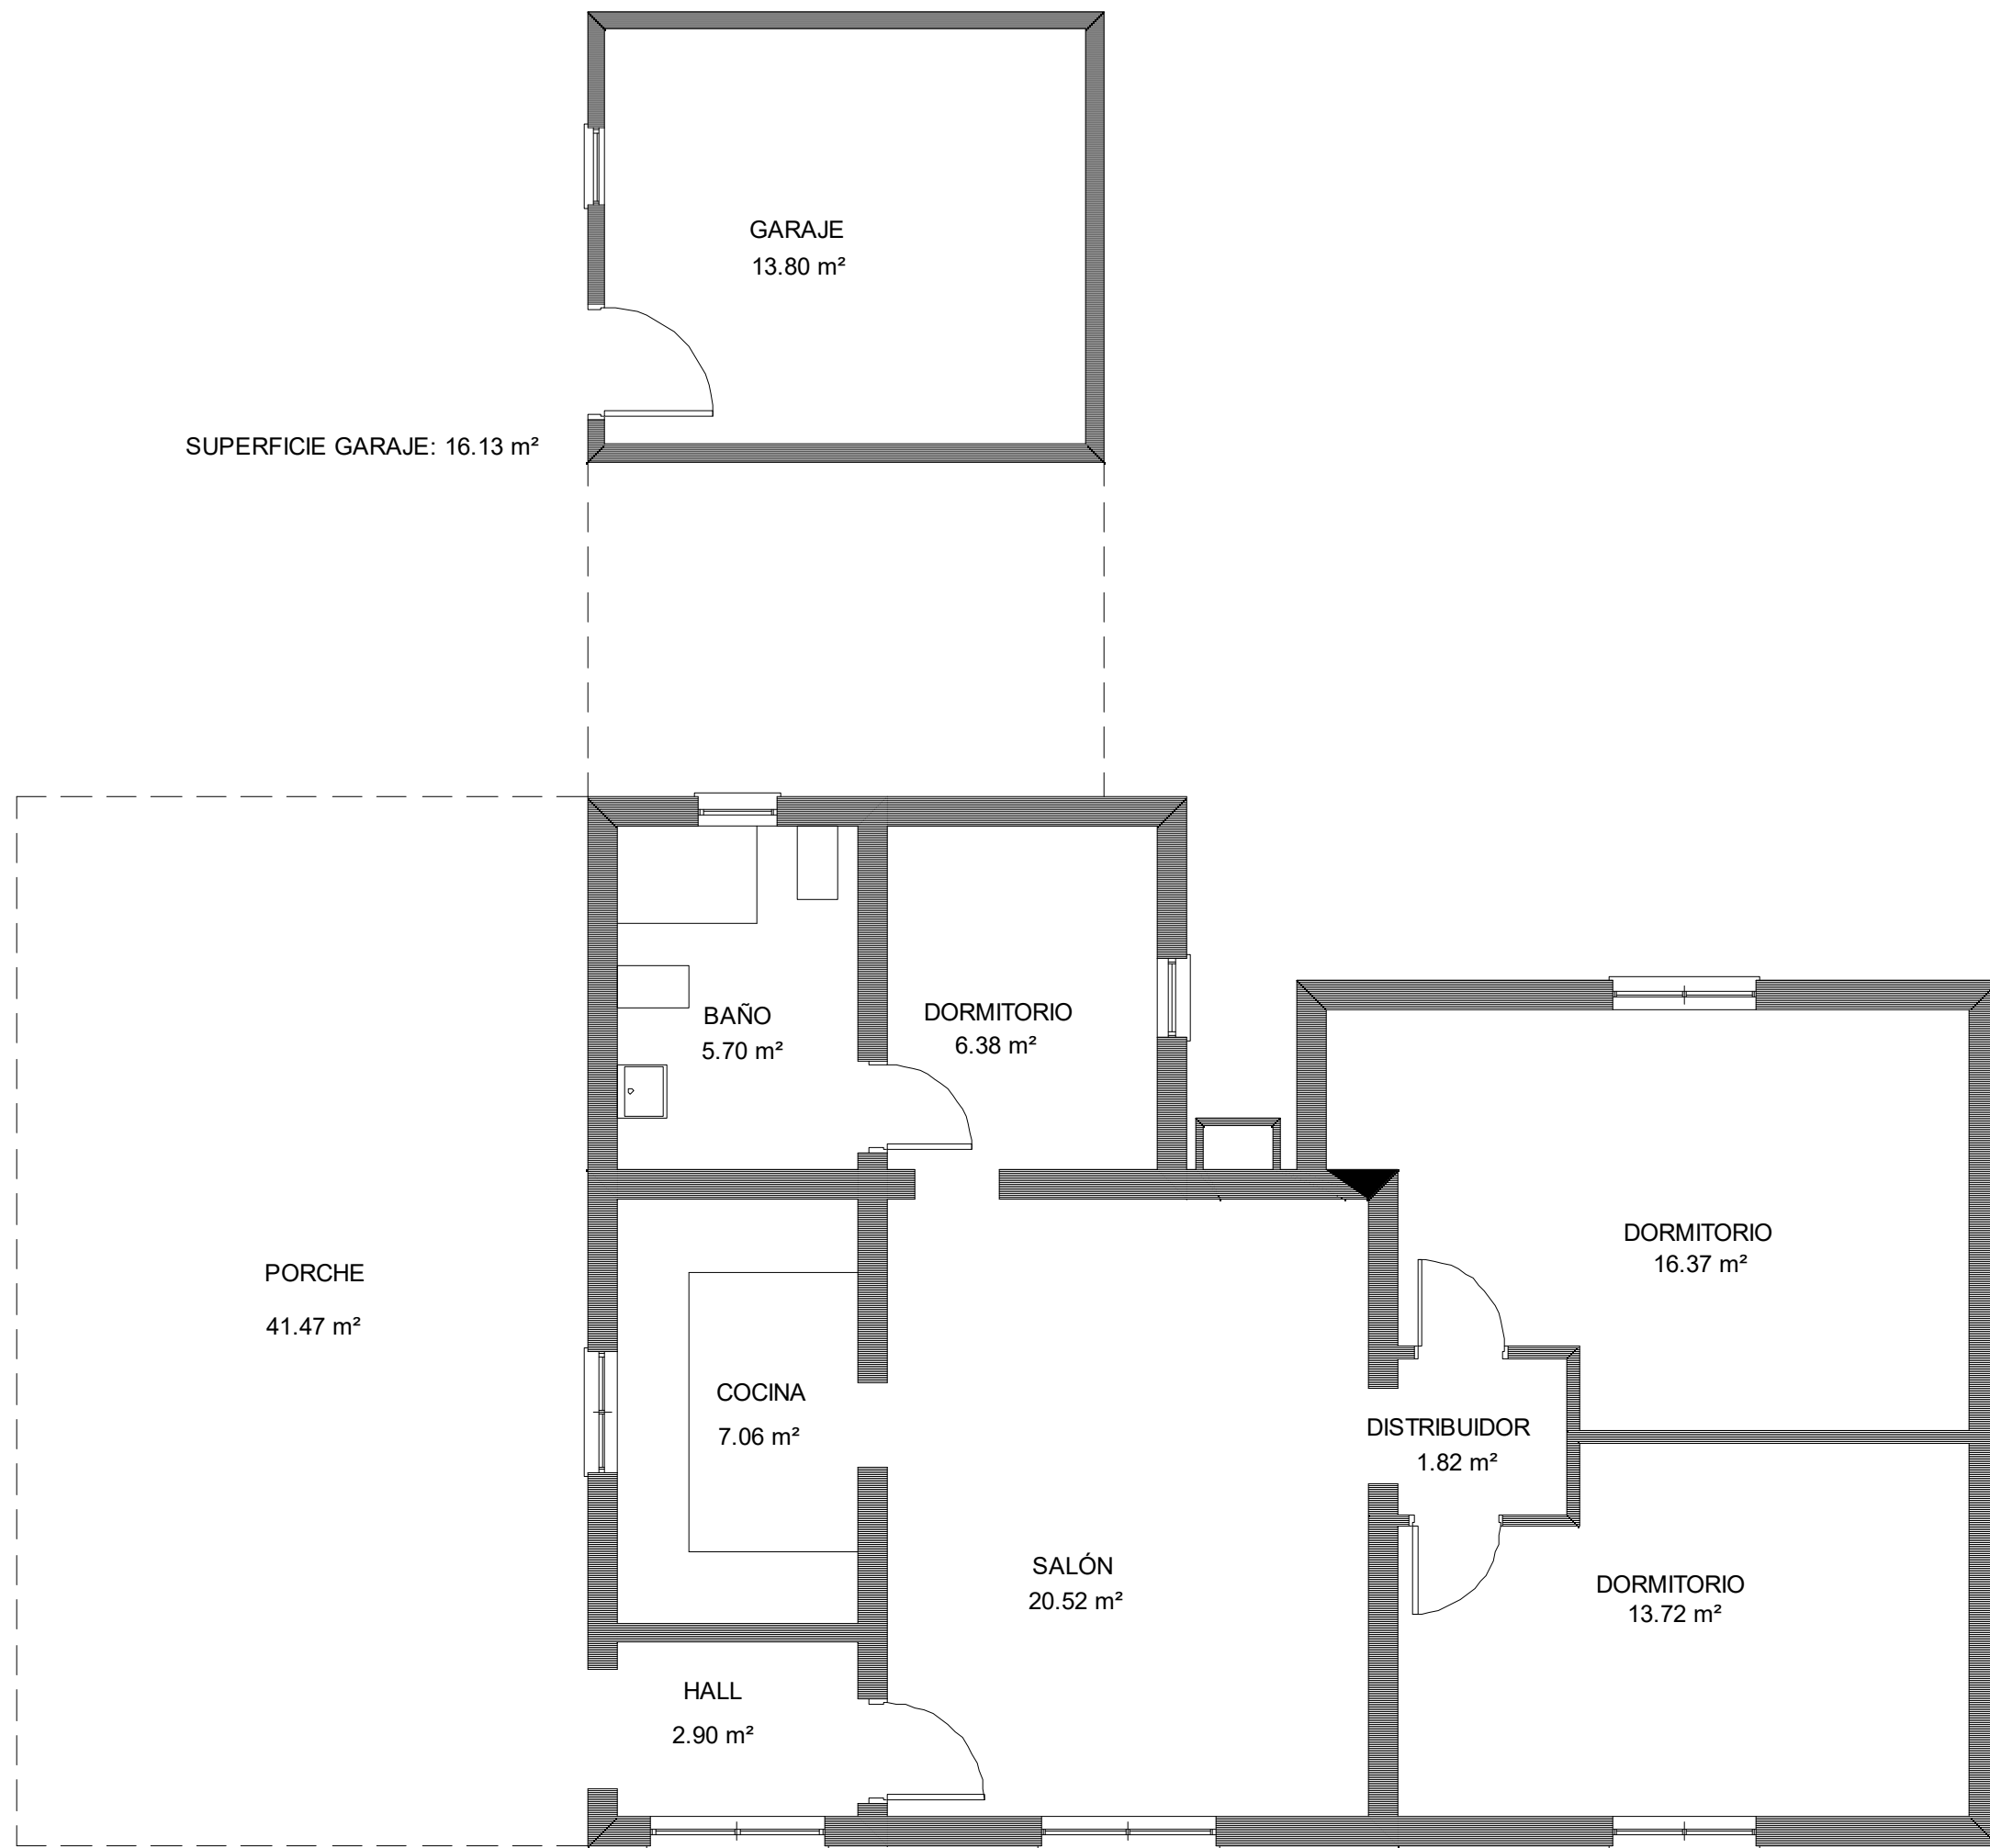 GARAJE
13.80 m²
SUPERFICIE GARAJE: 16.13 m²
BAÑO
5.70 m²
DORMITORIO
6.38 m²
DORMITORIO
16.37 m²
PORCHE
41.47 m²
COCINA
7.06 m²
DISTRIBUIDOR
1.82 m²
SALÓN
20.52 m²
DORMITORIO
13.72 m²
HALL
2.90 m²